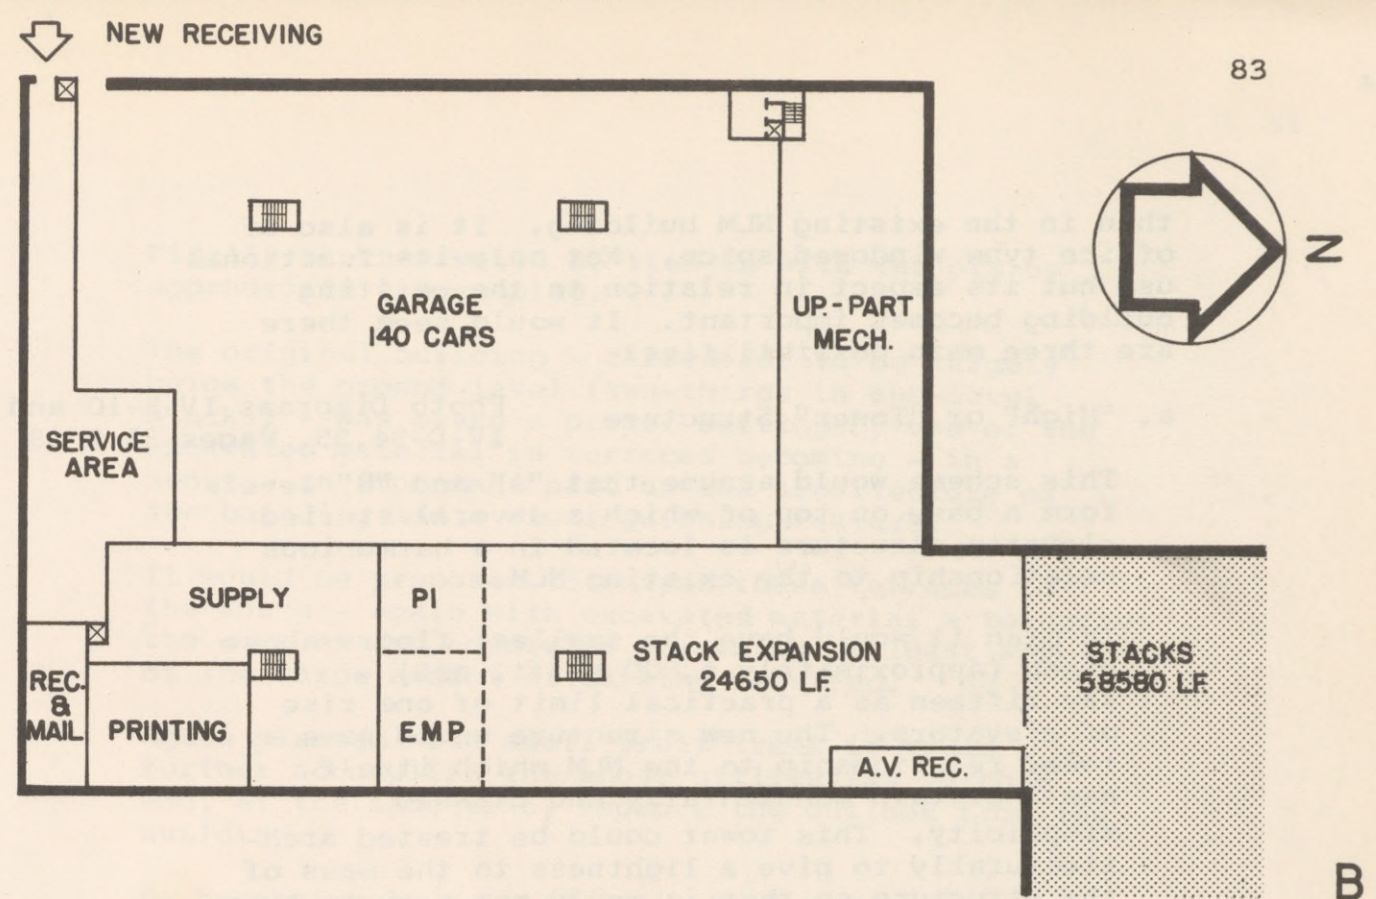 NEW RECEIVING
83
N
GARAGE
140 CARS
UP.-PART
MECH.
SERVICE
AREA
SUPPLY
PI
STACK EXPANSION
24650 LF.
STACKS
58580 LF.
REC.
&
MAIL
PRINTING
EMP
A.V. REC.
B